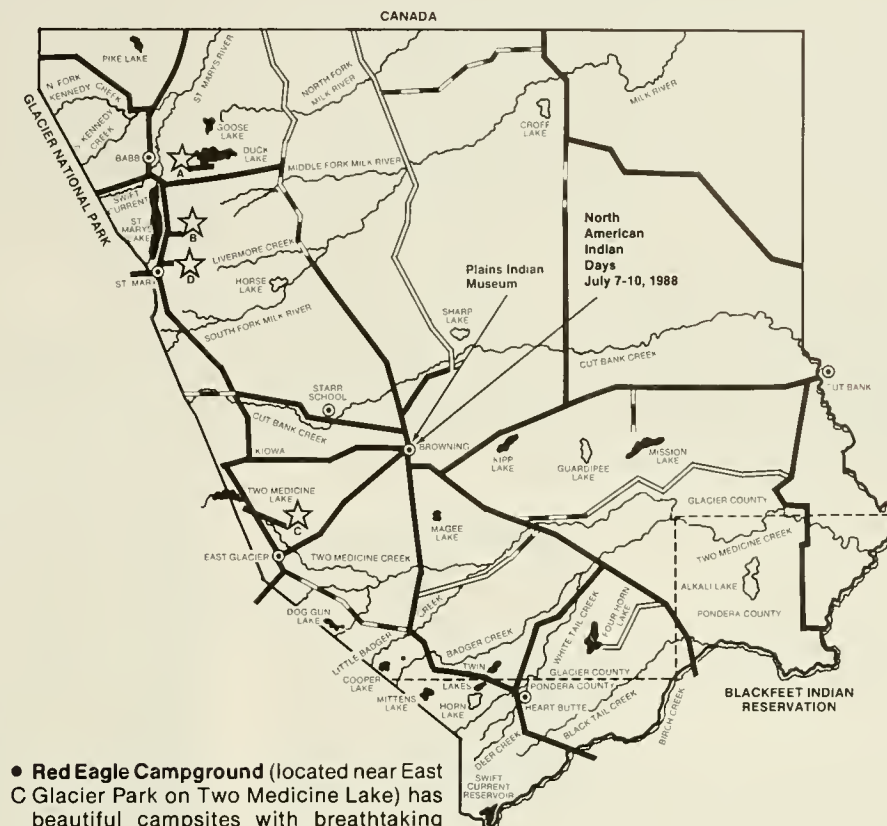 CANADA
PIKE LAKE
N FORK
KENNEDY CREEK
S KENNEDY
CREEK
ST MARYS RIVER
NORTH FORK
MILK RIVER
MILK RIVER
GLACIER NATIONAL PARK
GOOSE
LAKE
CROFF
LAKE
BABB
A
DUCK
LAKE
MIDDLE FORK MILK RIVER
SWIFT
CURRENT
ST
MARYS
LAKE
B
North
American
Indian
Days
July 7-10, 1988
LIVERMORE CREEK
D
Plains Indian
Museum
ST MARY
HORSE
LAKE
SOUTH FORK MILK RIVER
SHARP
LAKE
CUT BANK CREEK
CUT BANK
STARR
SCHOOL
CUT BANK CREEK
BROWNING
KIOWA
KIPP
LAKE
GUARDIPEE
LAKE
MISSION
LAKE
TWO MEDICINE
LAKE
C
MAGEE
LAKE
GLACIER COUNTY
EAST GLACIER
TWO MEDICINE CREEK
TWO MEDICINE CREEK
ALKALI LAKE
PONDERA COUNTY
DOG GUN
LAKE
LITTLE BADGER CREEK
BADGER CREEK
WHITE TAIL CREEK
FOUR HORN
LAKE
COOPER
LAKE
TWIN
LAKES
GLACIER COUNTY
PONDERA COUNTY
MITTENS
LAKE
HORN
LAKE
HEART BUTTE
BLACKFEET INDIAN
RESERVATION
DEER CREEK
BLACK TAIL CREEK
BIRCH CREEK
SWIFT
CURRENT
RESERVOIR
● Red Eagle Campground (located near East
C Glacier Park on Two Medicine Lake) has
beautiful campsites with breathtaking